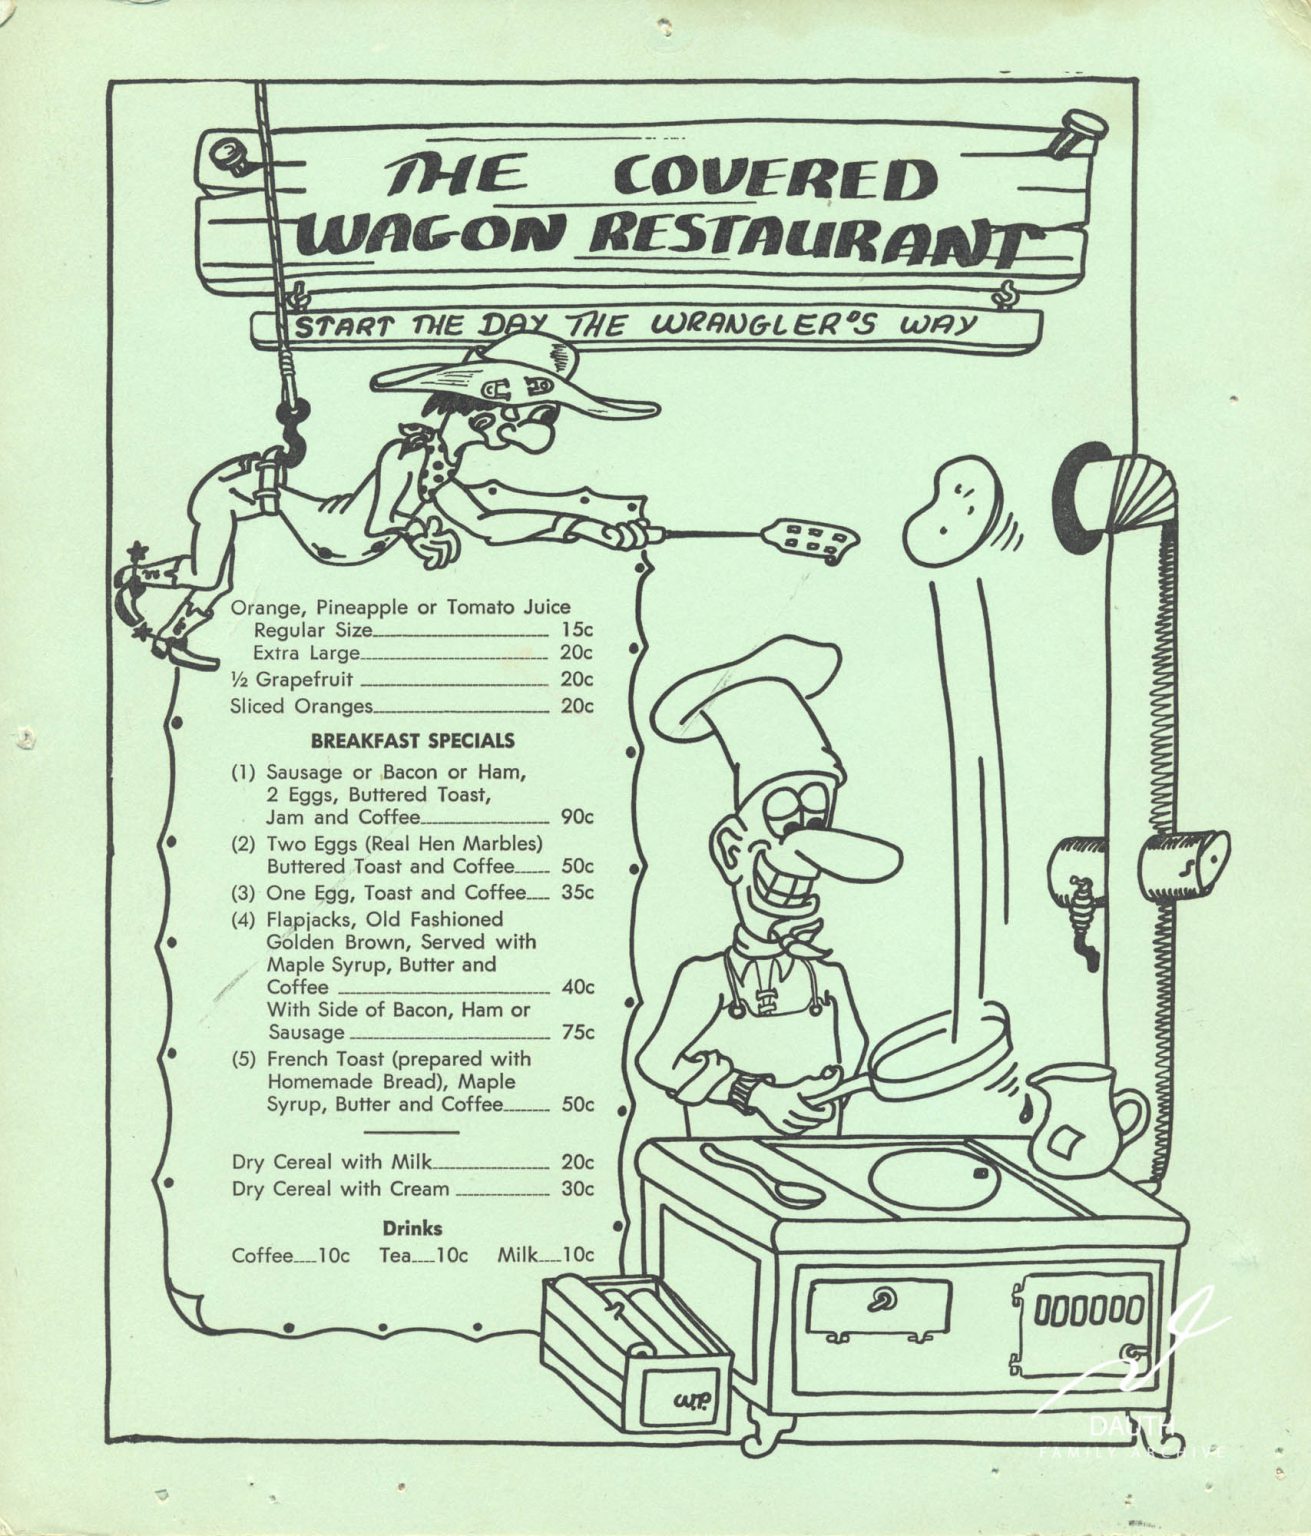 THE COVERED
WAGON RESTAURANT
START THE DAY THE WRANGLER'S WAY
Orange, Pineapple or Tomato Juice
Regular Size 15c
Extra Large 20c
½ Grapefruit 20c
Sliced Oranges 20c
BREAKFAST SPECIALS
(1) Sausage or Bacon or Ham,
2 Eggs, Buttered Toast,
Jam and Coffee 90c
(2) Two Eggs (Real Hen Marbles)
Buttered Toast and Coffee 50c
(3) One Egg, Toast and Coffee 35c
(4) Flapjacks, Old Fashioned
Golden Brown, Served with
Maple Syrup, Butter and
Coffee 40c
With Side of Bacon, Ham or
Sausage 75c
(5) French Toast (prepared with
Homemade Bread), Maple
Syrup, Butter and Coffee 50c
Dry Cereal with Milk 20c
Dry Cereal with Cream 30c
Drinks
Coffee 10c Tea 10c Milk 10c
DAUTH
FAMILY ARCHIVE